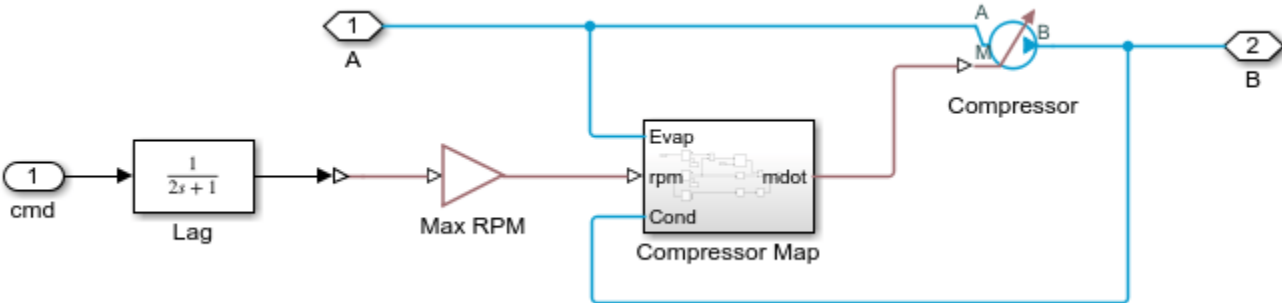 1
A
A
M
B
2
B
Compressor
1
cmd
1
2s + 1
Lag
Max RPM
Evap
rpm
mdot
Cond
Compressor Map